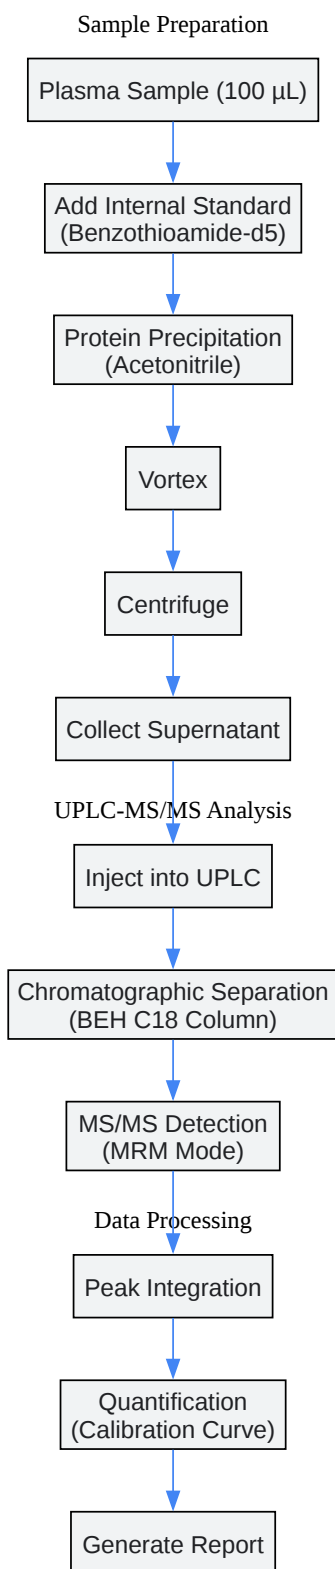 Sample Preparation
Plasma Sample (100 µL)
Add Internal Standard
(Benzothioamide-d5)
Protein Precipitation
(Acetonitrile)
Vortex
Centrifuge
Collect Supernatant
UPLC-MS/MS Analysis
Inject into UPLC
Chromatographic Separation
(BEH C18 Column)
MS/MS Detection
(MRM Mode)
Data Processing
Peak Integration
Quantification
(Calibration Curve)
Generate Report